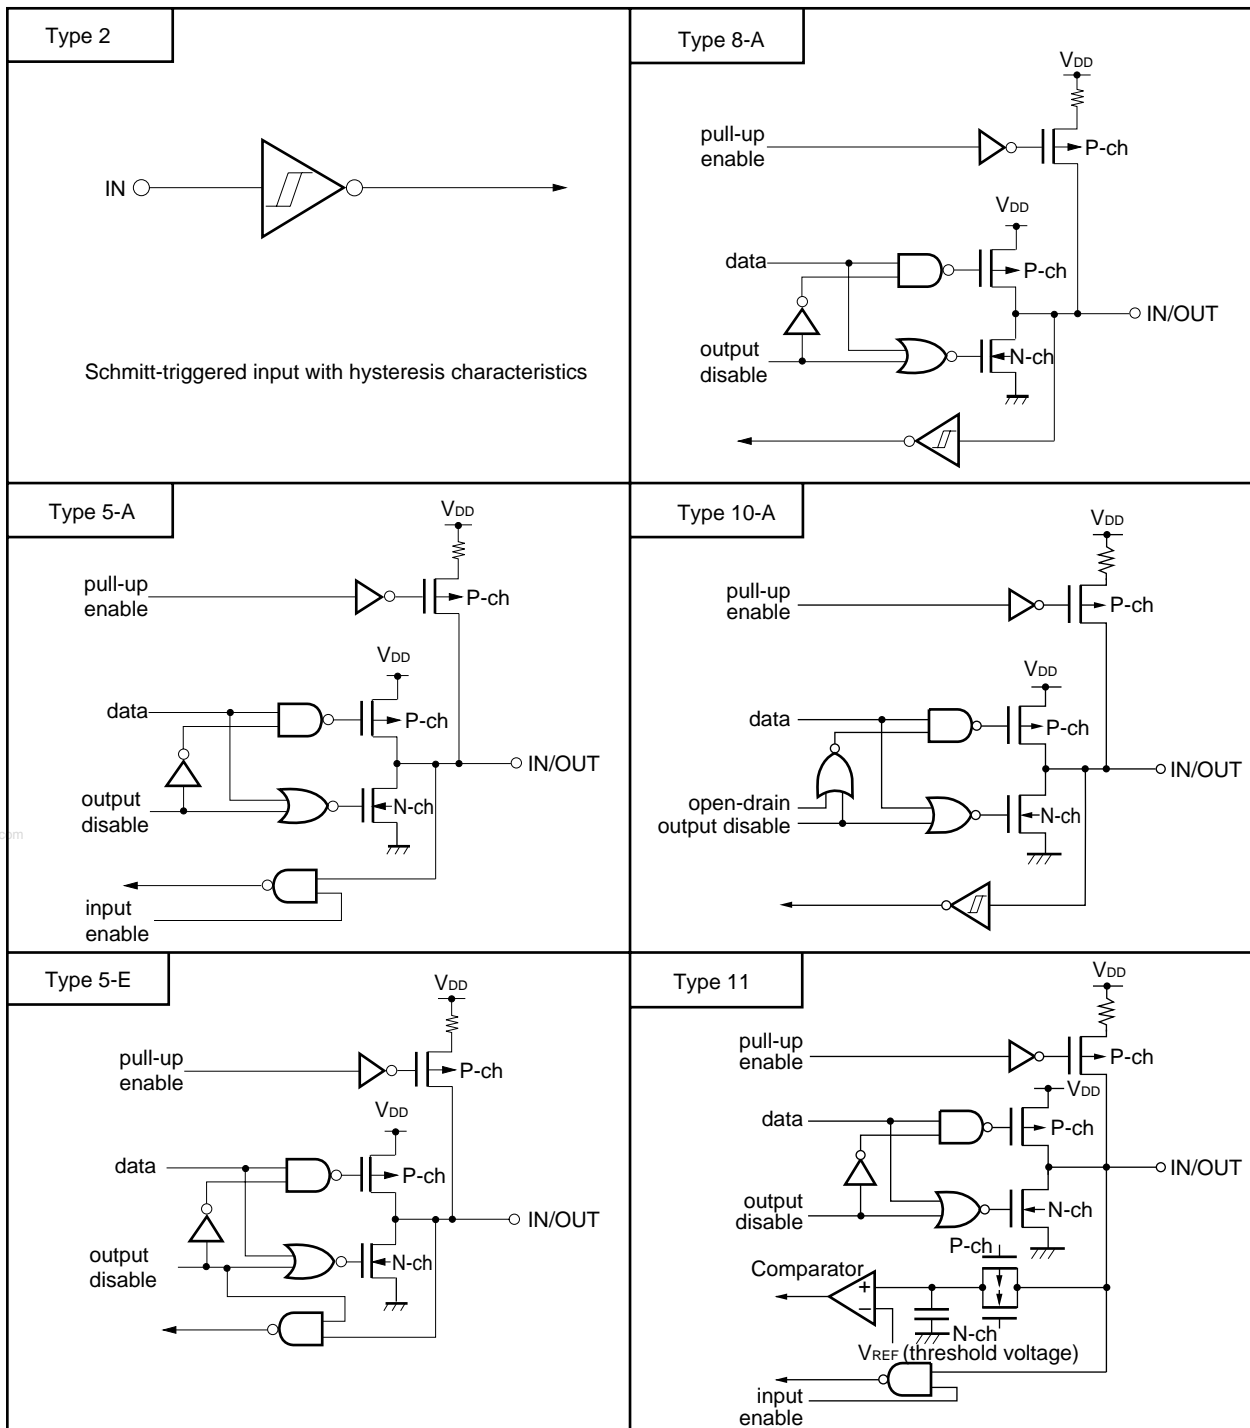 Type 2
IN
Schmitt-triggered input with hysteresis characteristics
Type 8-A
VDD
pull-up
enable
P-ch
VDD
data
P-ch
IN/OUT
output
disable
N-ch
Type 5-A
VDD
pull-up
enable
P-ch
VDD
data
P-ch
IN/OUT
output
disable
N-ch
input
enable
com
Type 10-A
VDD
pull-up
enable
P-ch
VDD
data
P-ch
IN/OUT
open-drain
output disable
N-ch
Type 5-E
VDD
pull-up
enable
P-ch
VDD
data
P-ch
IN/OUT
output
disable
N-ch
Type 11
VDD
pull-up
enable
P-ch
VDD
data
P-ch
IN/OUT
output
disable
N-ch
P-ch
Comparator
+
−
N-ch
VREF (threshold voltage)
input
enable